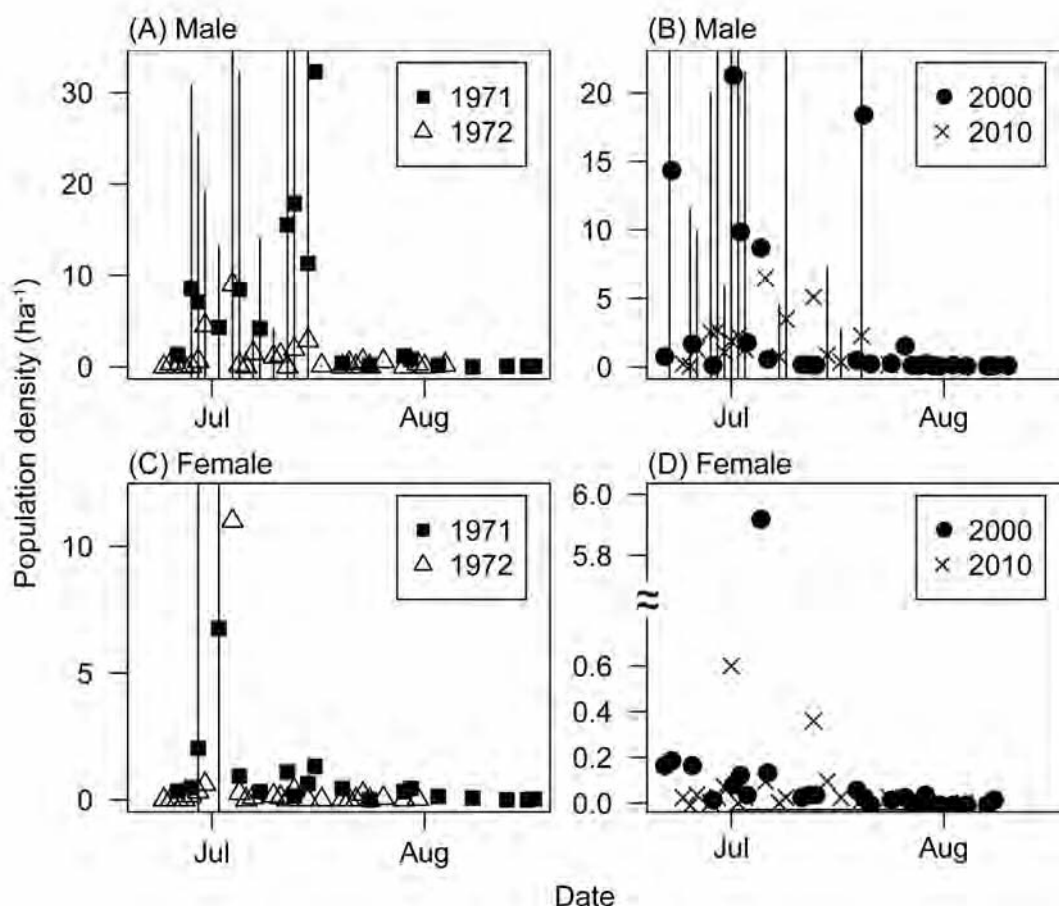 (A) Male
30
20
10
0
Jul
Aug
1971
1972
(B) Male
20
15
10
5
0
Jul
Aug
2000
2010
(C) Female
10
5
0
Jul
Aug
1971
1972
(D) Female
6.0
5.8
≈
0.6
0.4
0.2
0.0
Jul
Aug
2000
2010
Population density (ha⁻¹)
Date